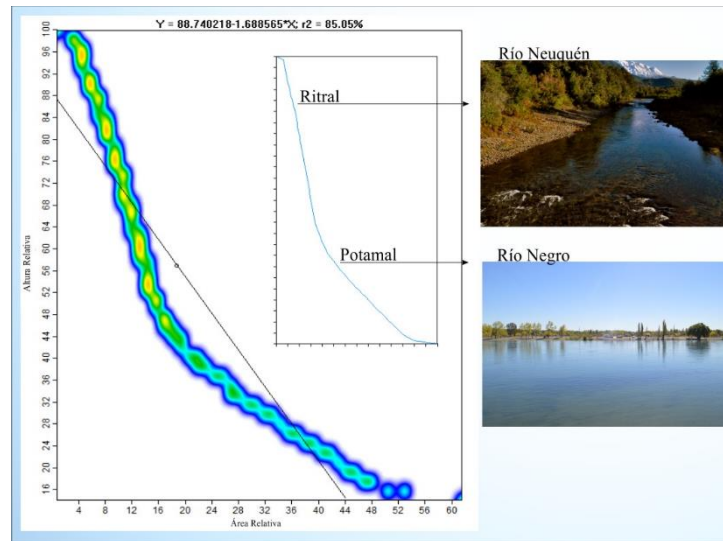 Y = 88.740218-1.688565*X; r2 = 85.05%
Río Neuquén
Ritral
Potamal
Río Negro
Altura Relativa
100
96
92
88
84
80
76
72
68
64
60
56
52
48
44
40
36
32
28
24
20
16
4 8 12 16 20 24 28 32 36 40 44 48 52 56 60
Área Relativa